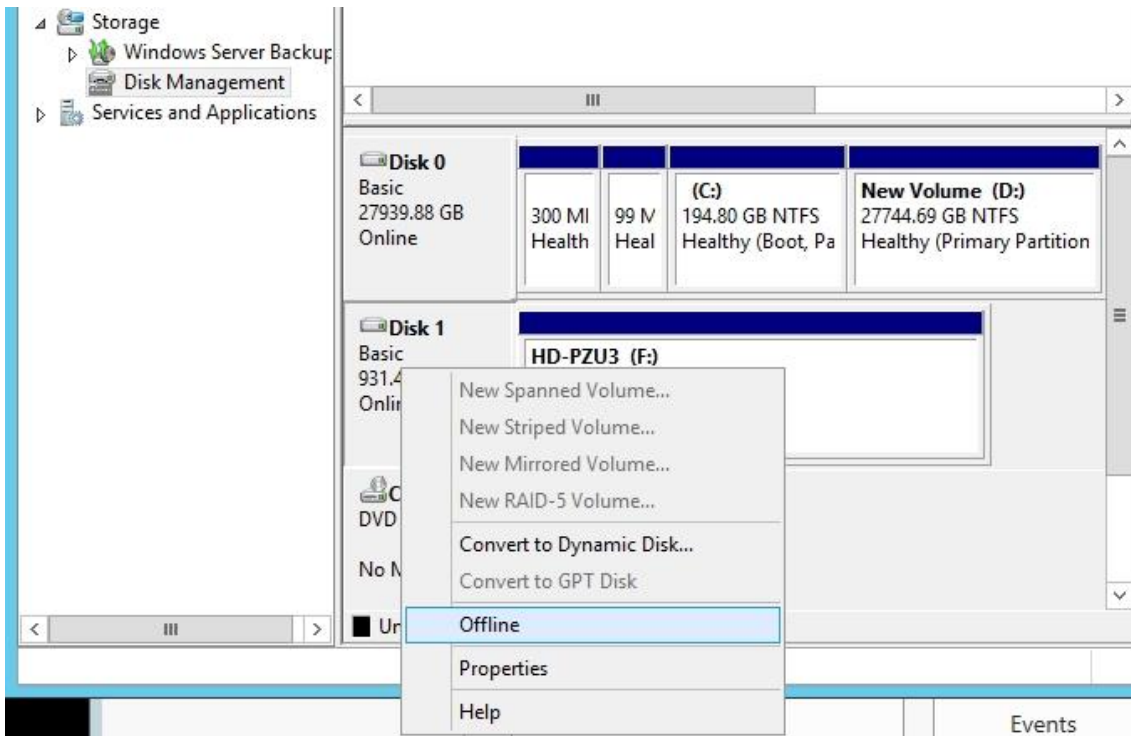 Storage
Windows Server Backup
Disk Management
Services and Applications
Disk 0
Basic
27939.88 GB
Online
300 MI
Health
99 M
Heal
(C:)
194.80 GB NTFS
Healthy (Boot, Pa
New Volume (D:)
27744.69 GB NTFS
Healthy (Primary Partition
Disk 1
Basic
931.4
Onlin
HD-PZU3 (F:)
New Spanned Volume...
New Striped Volume...
New Mirrored Volume...
New RAID-5 Volume...
Convert to Dynamic Disk...
Convert to GPT Disk
Offline
Properties
Help
C
DVD
No M
Un
Events